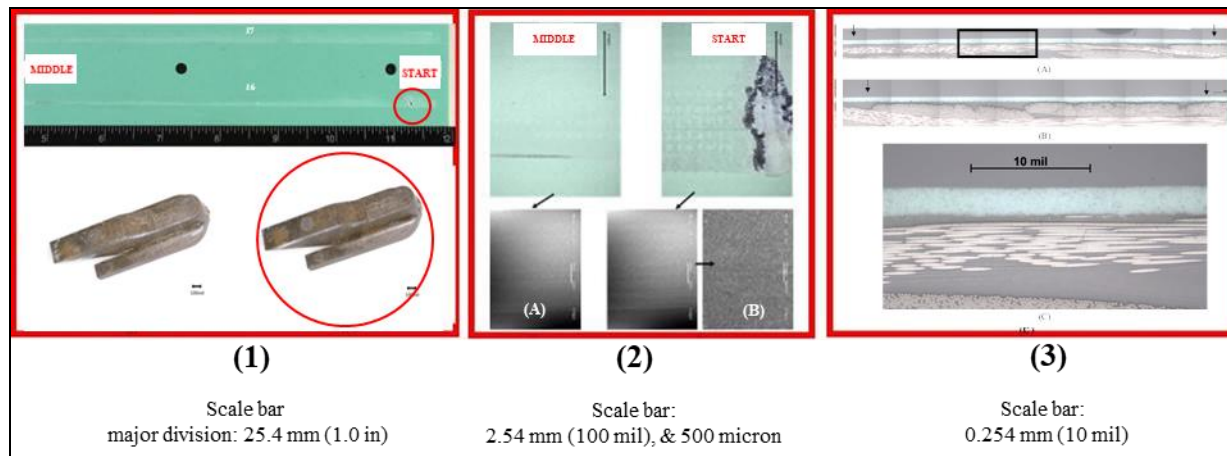 17
MIDDLE
START
16
5 6 7 8 9 10 11 12
MIDDLE
START
(A)
(B)
(A)
(B)
10 mil
(C)
(1)
(2)
(3)
Scale bar
major division: 25.4 mm (1.0 in)
Scale bar:
2.54 mm (100 mil), & 500 micron
Scale bar:
0.254 mm (10 mil)